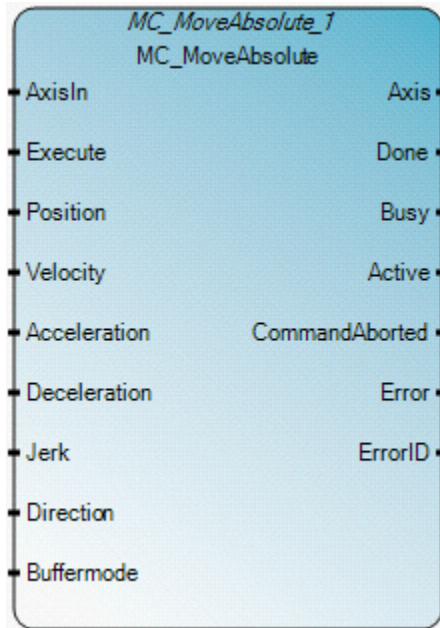 MC_MoveAbsolute_1
MC_MoveAbsolute
AxisIn Axis
Execute Done
Position Busy
Velocity Active
Acceleration CommandAborted
Deceleration Error
Jerk ErrorID
Direction
Buffermode